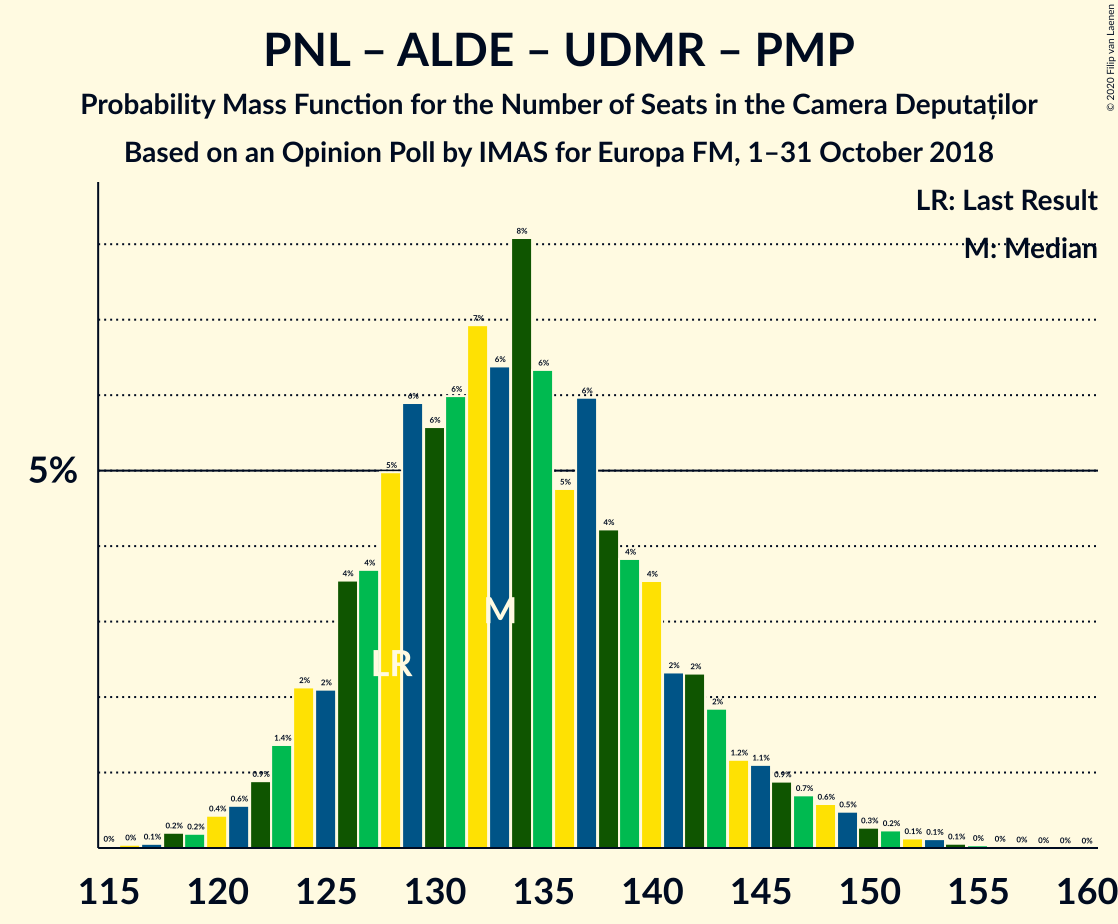 PNL – ALDE – UDMR – PMP
Probability Mass Function for the Number of Seats in the Camera Deputaților
Based on an Opinion Poll by IMAS for Europa FM, 1–31 October 2018
© 2020 Filip van Laenen
LR: Last Result
M: Median
5%
0% 0% 0.1% 0.2% 0.2% 0.4% 0.6% 0.9% 1.4% 2% 2% 4% 4% 5% 6% 6% 6% 7% 6% 8% 6% 5% 6% 4% 4% 4% 2% 2% 2% 1.2% 1.1% 0.9% 0.7% 0.6% 0.5% 0.3% 0.2% 0.1% 0.1% 0.1% 0% 0% 0% 0% 0% 0%
M
LR
115 120 125 130 135 140 145 150 155 160